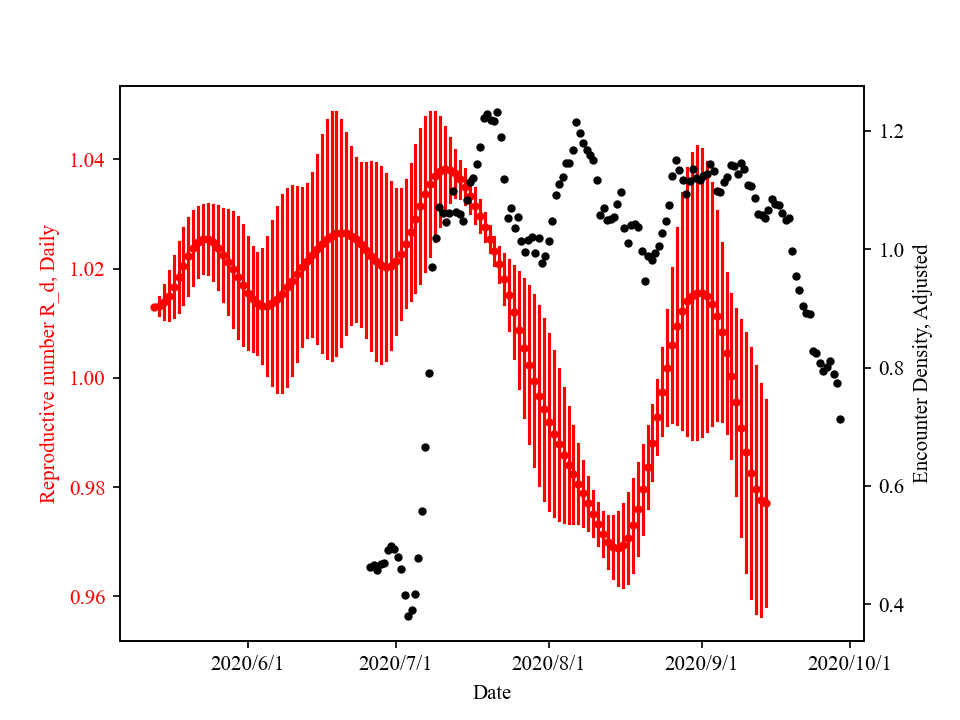 1.04
1.02
1.00
0.98
0.96
Reproductive number R_d, Daily
1.2
1.0
0.8
0.6
0.4
Encounter Density, Adjusted
2020/6/1 2020/7/1 2020/8/1 2020/9/1 2020/10/1
Date